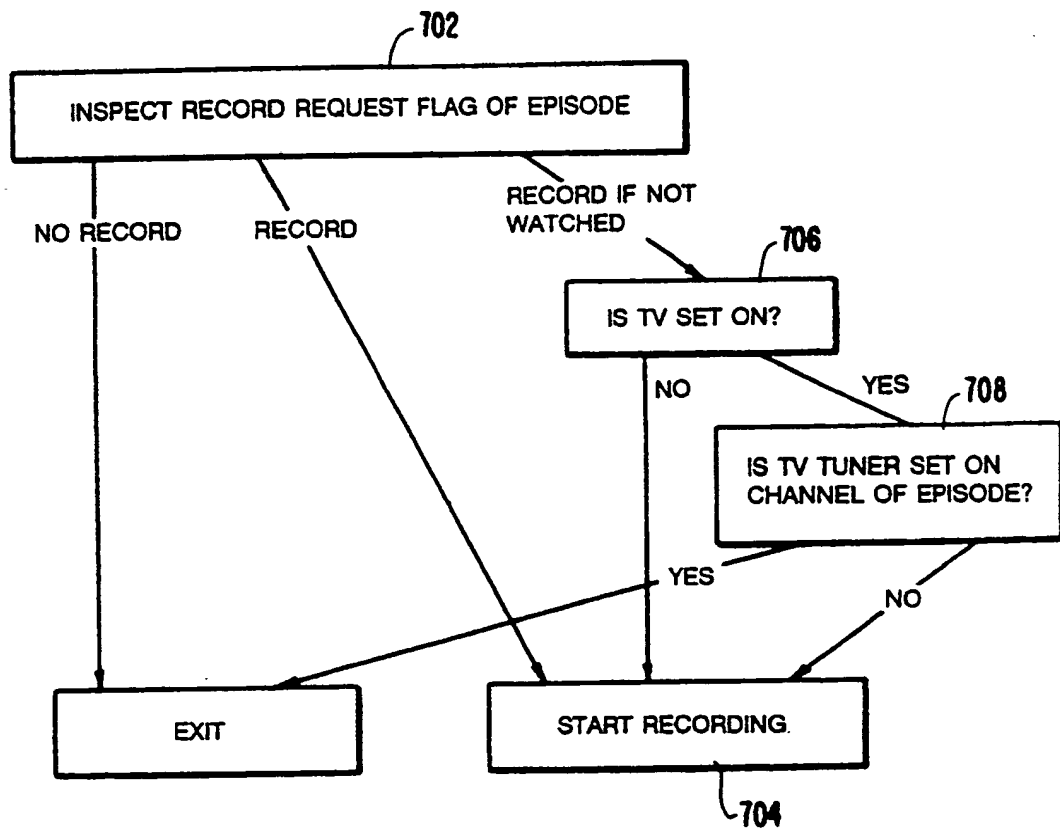 702
INSPECT RECORD REQUEST FLAG OF EPISODE
NO RECORD
RECORD
RECORD IF NOT
WATCHED
706
IS TV SET ON?
NO
YES
708
IS TV TUNER SET ON
CHANNEL OF EPISODE?
YES
NO
EXIT
START RECORDING.
704